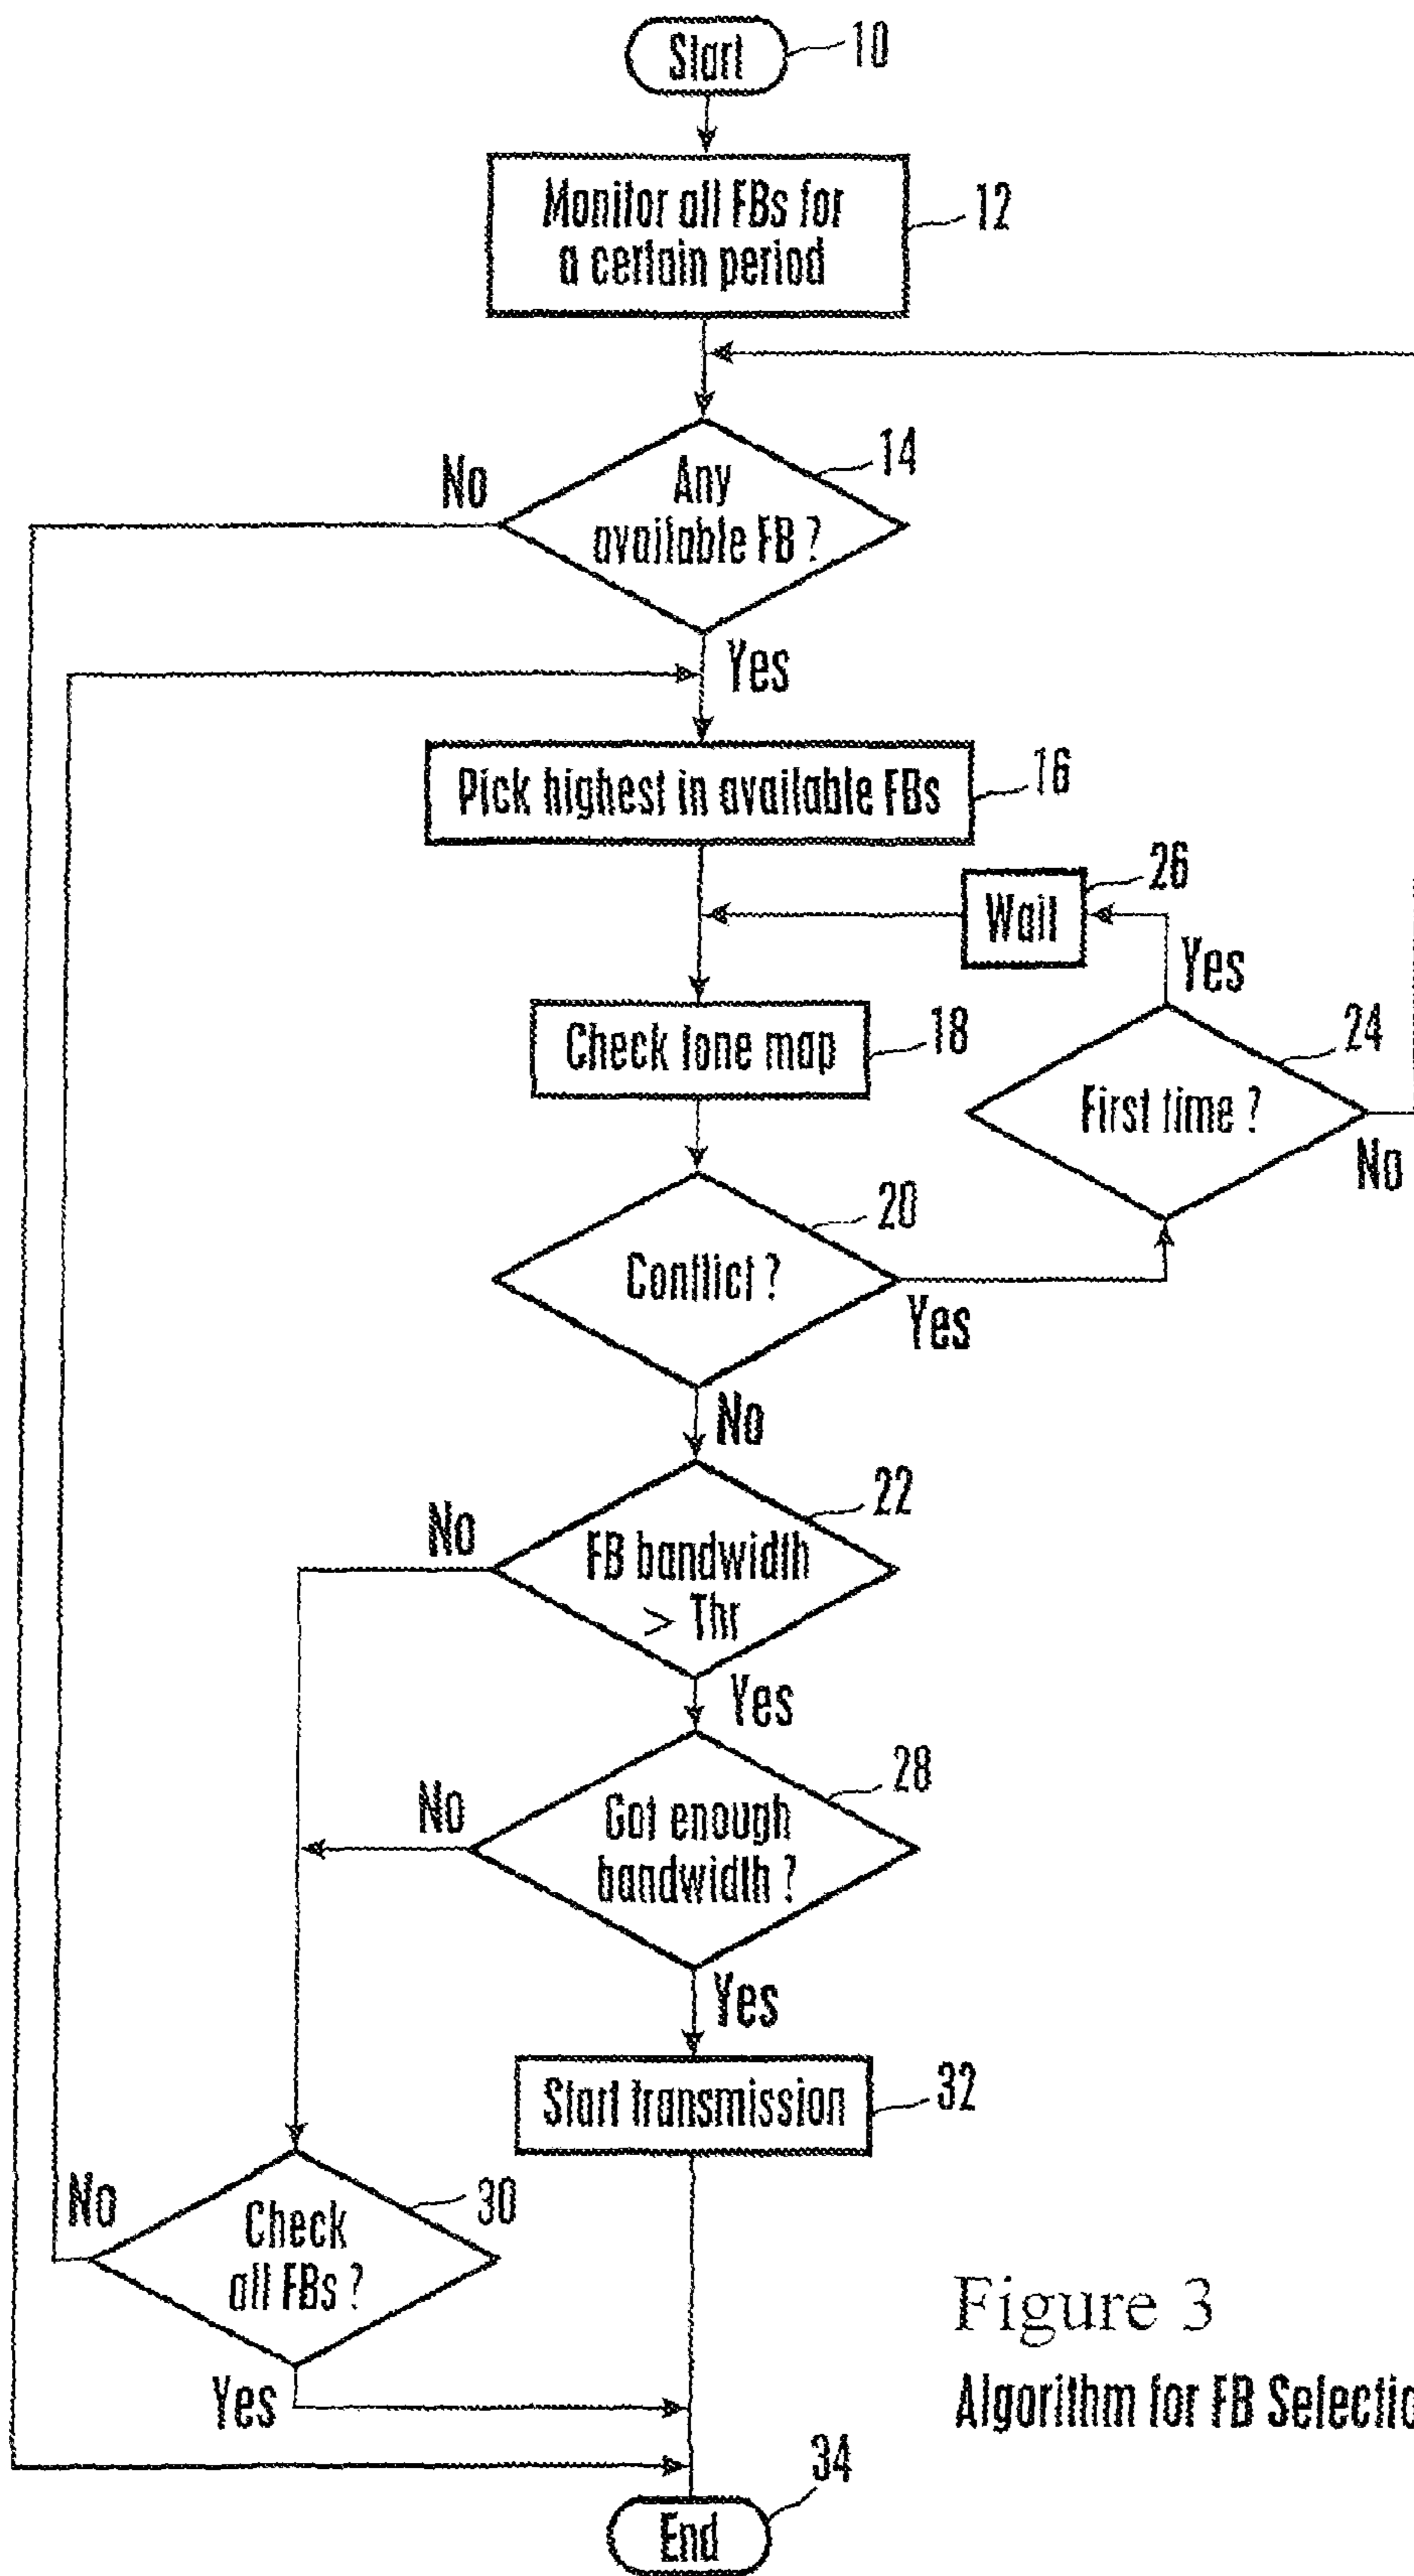 Start
10
Monitor all FBs for
a certain period
12
14
No
Any
available FB ?
Yes
Pick highest in available FBs
16
26
Wait
Yes
Check tone map
18
24
First time ?
No
20
Conflict ?
Yes
No
22
No
FB bandwidth
> Thr
Yes
28
No
Got enough
bandwidth ?
Yes
Start transmission
32
No
30
Check
all FBs ?
Yes
Figure 3
Algorithm for FB Selectio
34
End